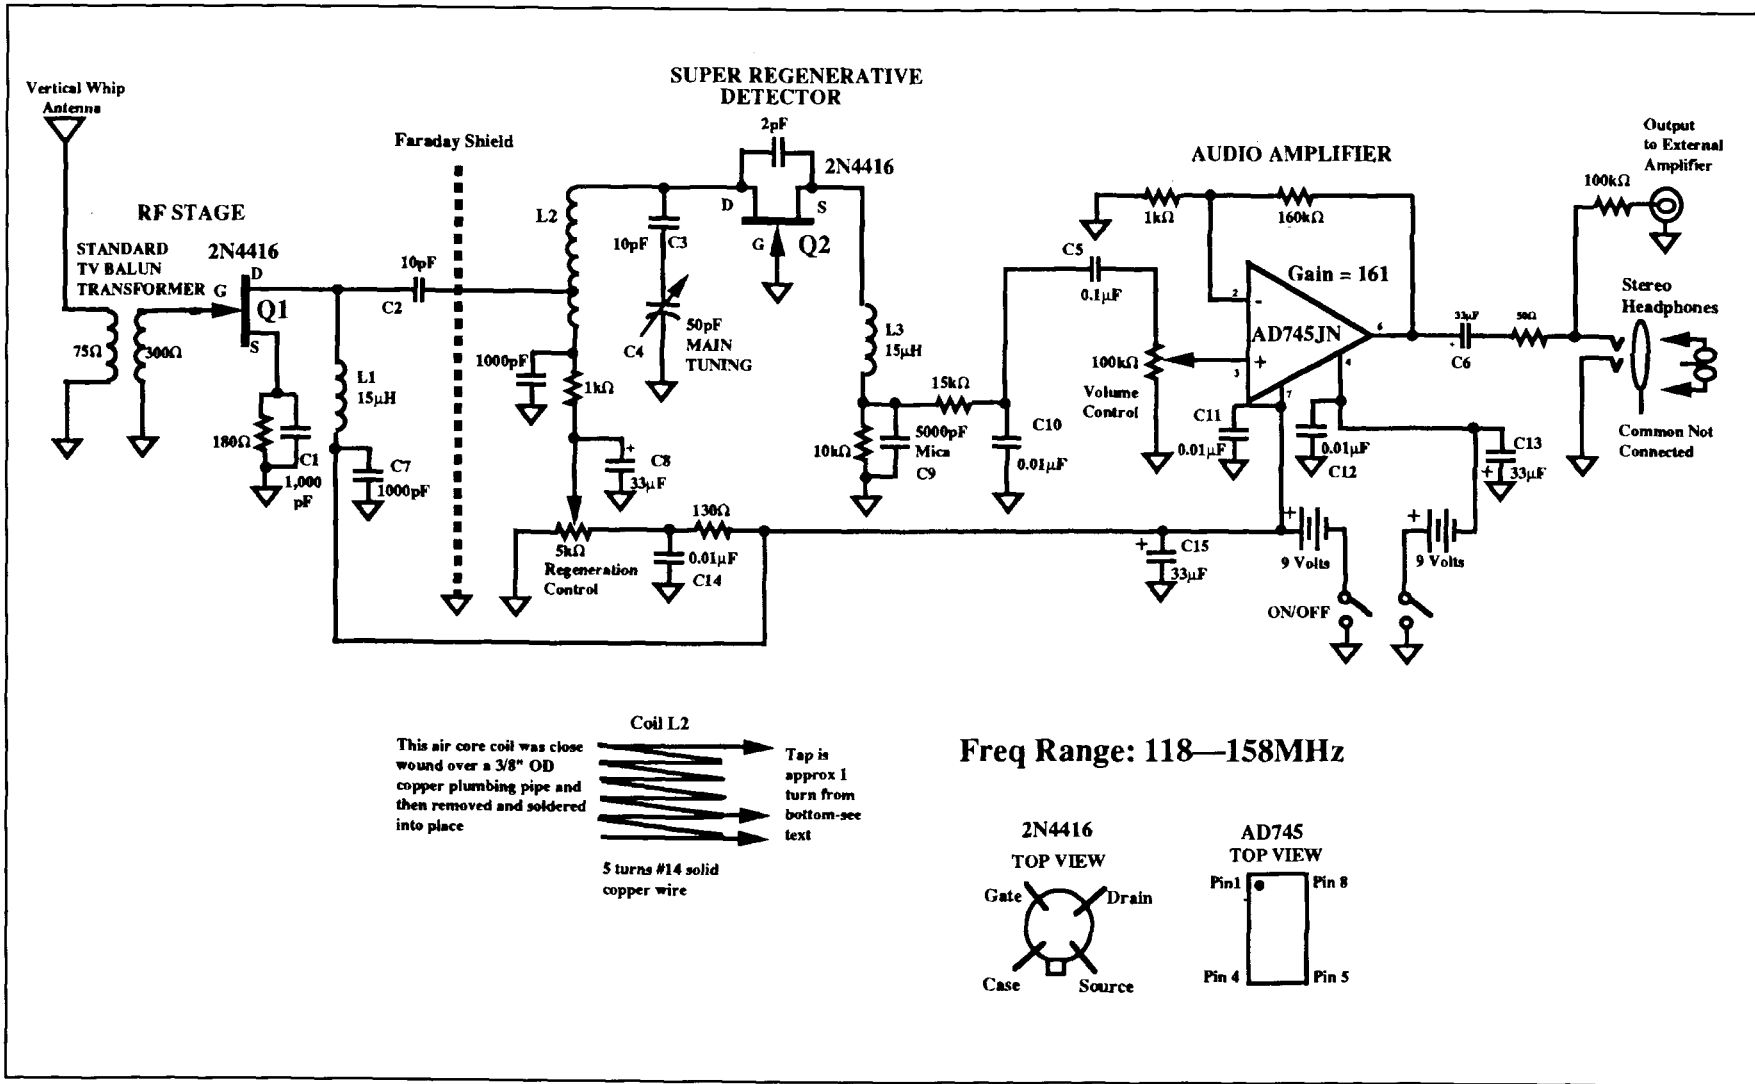 SUPER REGENERATIVE
DETECTOR
Vertical Whip
Antenna
Faraday Shield
2pF
2N4416
AUDIO AMPLIFIER
Output
to External
Amplifier
100kΩ
RF STAGE
STANDARD
TV BALUN
TRANSFORMER
2N4416
D
G
Q1
S
75Ω
300Ω
10pF
C2
L1
15μH
180Ω
C1
1,000
pF
C7
1000pF
L2
10pF
C3
D
S
G
Q2
50pF
MAIN
TUNING
C4
1000pF
1kΩ
C8
+
33μF
5kΩ
Regeneration
Control
130Ω
0.01μF
C14
L3
15μH
15kΩ
10kΩ
5000pF
Mica
C9
C10
0.01μF
C5
0.1μF
100kΩ
Volume
Control
1kΩ
160kΩ
Gain = 161
AD745JN
2
-
+
3
6
4
7
C11
0.01μF
0.01μF
C12
33μF
+
C6
50Ω
Stereo
Headphones
Common Not
Connected
C13
+
33μF
+
C15
33μF
+
9 Volts
+
9 Volts
ON/OFF
Coil L2
This air core coil was close
wound over a 3/8" OD
copper plumbing pipe and
then removed and soldered
into place
Tap is
approx 1
turn from
bottom-see
text
5 turns #14 solid
copper wire
Freq Range: 118—158MHz
2N4416
TOP VIEW
Gate
Drain
Case
Source
AD745
TOP VIEW
Pin1
Pin 8
Pin 4
Pin 5